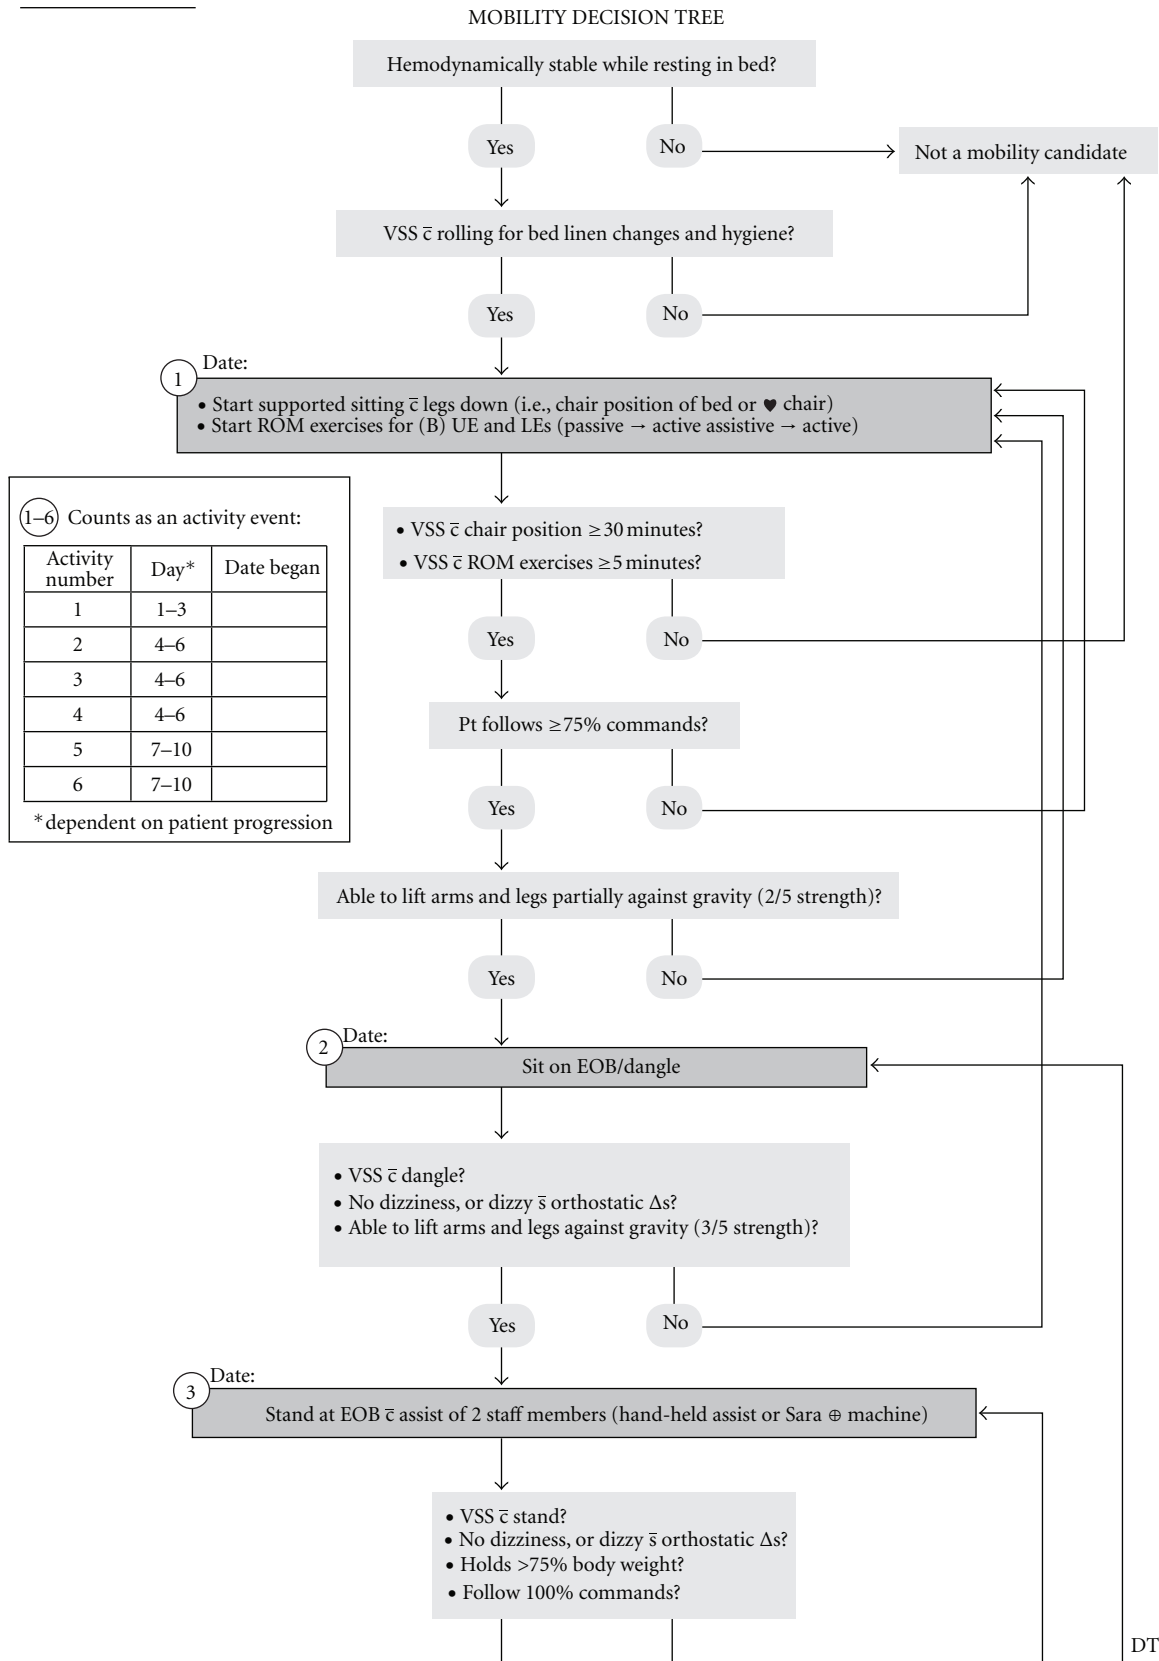 MOBILITY DECISION TREE
Hemodynamically stable while resting in bed?
Yes
No
Not a mobility candidate
VSS c̅ rolling for bed linen changes and hygiene?
Yes
No
1
Date:
• Start supported sitting c̅ legs down (i.e., chair position of bed or ♥ chair)
• Start ROM exercises for (B) UE and LEs (passive → active assistive → active)
1–6 Counts as an activity event:
Activity number Day* Date began
1 1–3
2 4–6
3 4–6
4 4–6
5 7–10
6 7–10
*dependent on patient progression
• VSS c̅ chair position ≥30 minutes?
• VSS c̅ ROM exercises ≥5 minutes?
Yes
No
Pt follows ≥75% commands?
Yes
No
Able to lift arms and legs partially against gravity (2/5 strength)?
Yes
No
2
Date:
Sit on EOB/dangle
• VSS c̅ dangle?
• No dizziness, or dizzy s̅ orthostatic Δs?
• Able to lift arms and legs against gravity (3/5 strength)?
Yes
No
3
Date:
Stand at EOB c̅ assist of 2 staff members (hand-held assist or Sara ⊕ machine)
• VSS c̅ stand?
• No dizziness, or dizzy s̅ orthostatic Δs?
• Holds >75% body weight?
• Follow 100% commands?
DT